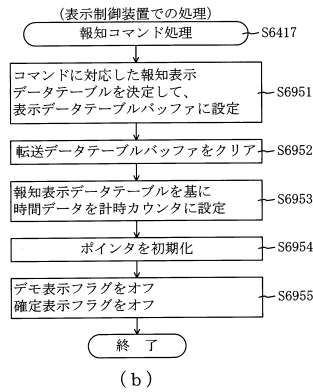 (表示制御装置での処理)
報知コマンド処理
S6417
コマンドに対応した報知表示
データテーブルを決定して、
表示データテーブルバッファに設定
S6951
転送データテーブルバッファをクリア
S6952
報知表示データテーブルを基に
時間データを計時カウンタに設定
S6953
ポインタを初期化
S6954
デモ表示フラグをオフ
確定表示フラグをオフ
S6955
終 了
(b)